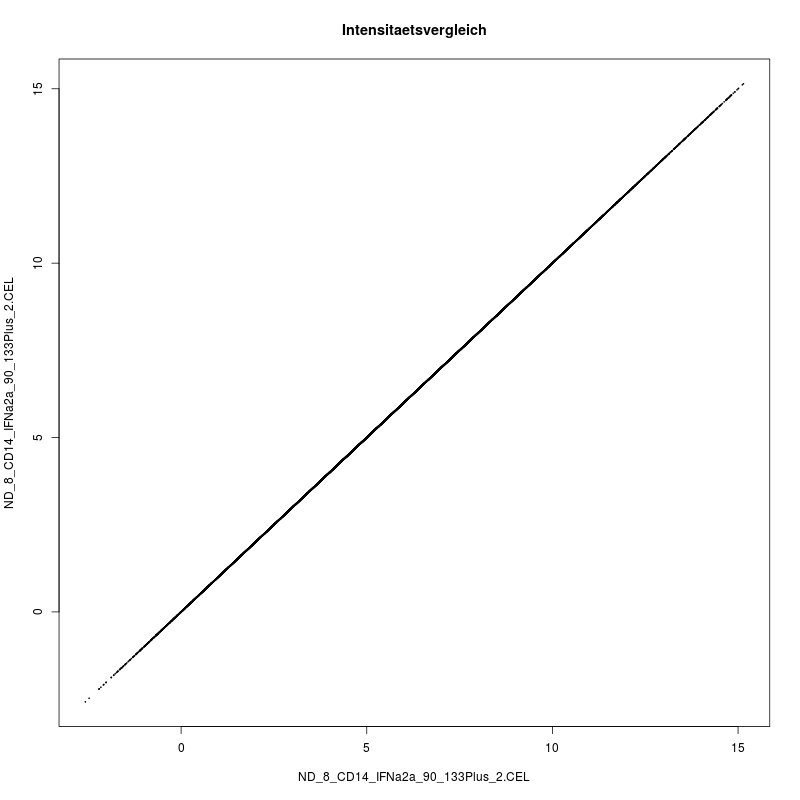 Intensitaetsvergleich
ND_8_CD14_IFNa2a_90_133Plus_2.CEL
15
10
5
0
0 5 10 15
ND_8_CD14_IFNa2a_90_133Plus_2.CEL